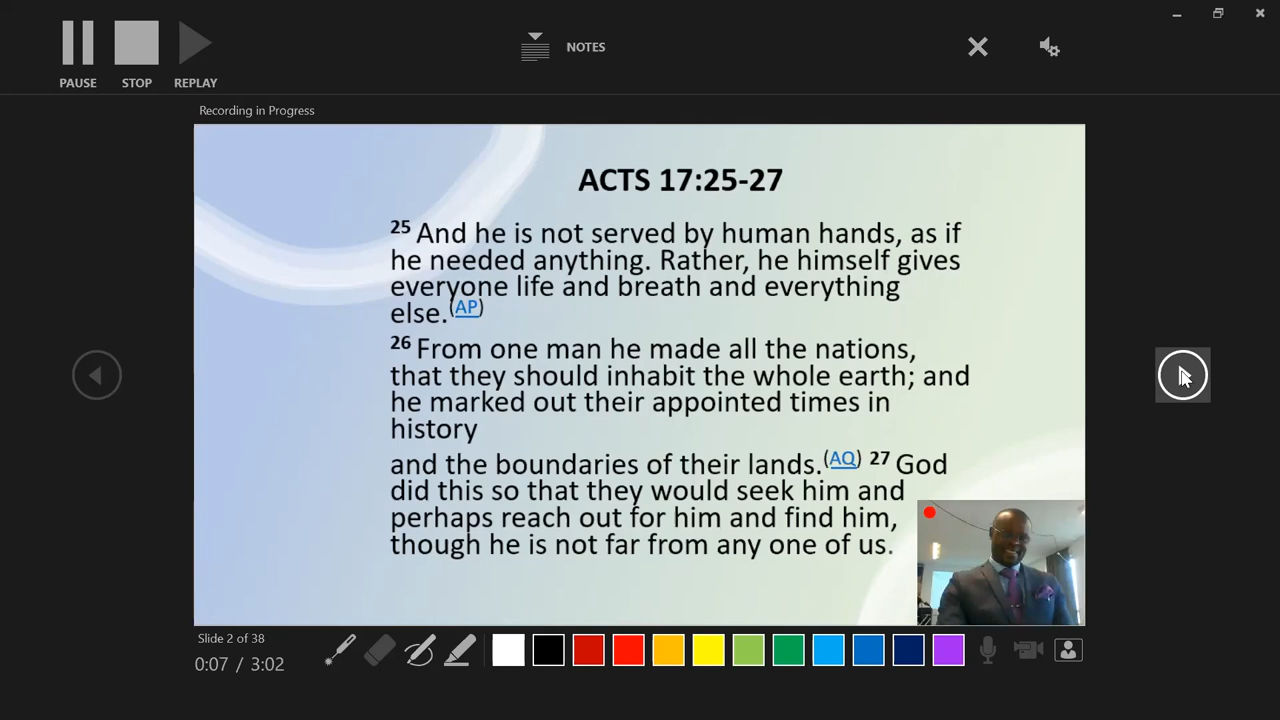 NOTES
PAUSE STOP REPLAY
Recording in Progress
ACTS 17:25-27
25 And he is not served by human hands, as if
he needed anything. Rather, he himself gives
everyone life and breath and everything
else.(AP)
26 From one man he made all the nations,
that they should inhabit the whole earth; and
he marked out their appointed times in
history
and the boundaries of their lands.(AQ) 27 God
did this so that they would seek him and
perhaps reach out for him and find him,
though he is not far from any one of us.
Slide 2 of 38
0:07 / 3:02